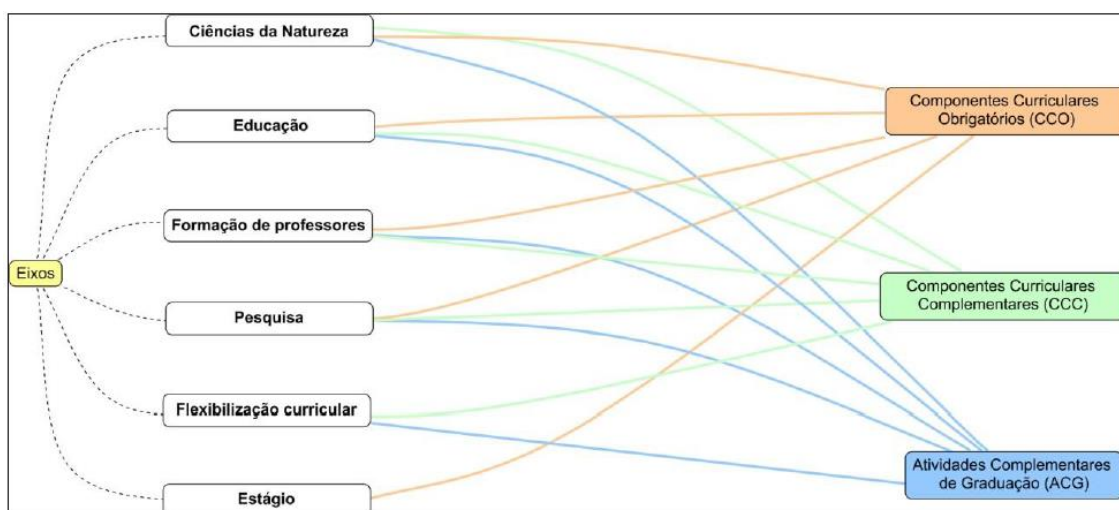 Ciências da Natureza
Educação
Formação de professores
Eixos
Pesquisa
Flexibilização curricular
Estágio
Componentes Curriculares
Obrigatórios (CCO)
Componentes Curriculares
Complementares (CCC)
Atividades Complementares
de Graduação (ACG)